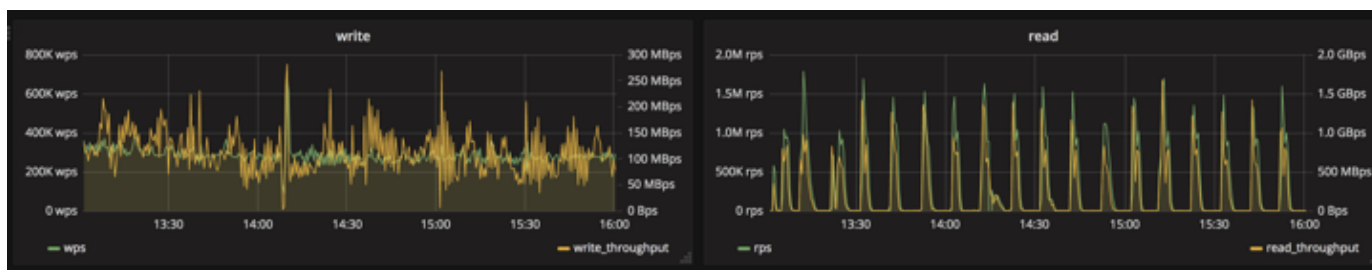 write
800K wps
600K wps
400K wps
200K wps
0 wps
300 MBps
250 MBps
200 MBps
150 MBps
100 MBps
50 MBps
0 Bps
13:30
14:00
14:30
15:00
15:30
16:00
wps
write_throughput
read
2.0M rps
1.5M rps
1.0M rps
500K rps
0 rps
2.0 GBps
1.5 GBps
1.0 GBps
500 MBps
0 Bps
13:30
14:00
14:30
15:00
15:30
16:00
rps
read_throughput